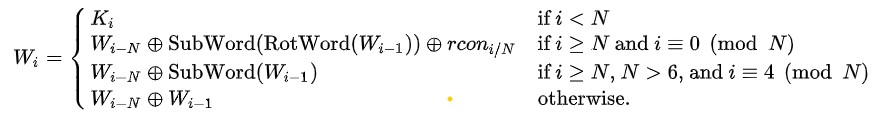 K_i if i < N
W_{i−N} ⊕ SubWord(RotWord(W_{i−1})) ⊕ rcon_{i/N} if i ≥ N and i ≡ 0 (mod N)
W_i = {
W_{i−N} ⊕ SubWord(W_{i−1}) if i ≥ N, N > 6, and i ≡ 4 (mod N)
W_{i−N} ⊕ W_{i−1} otherwise.